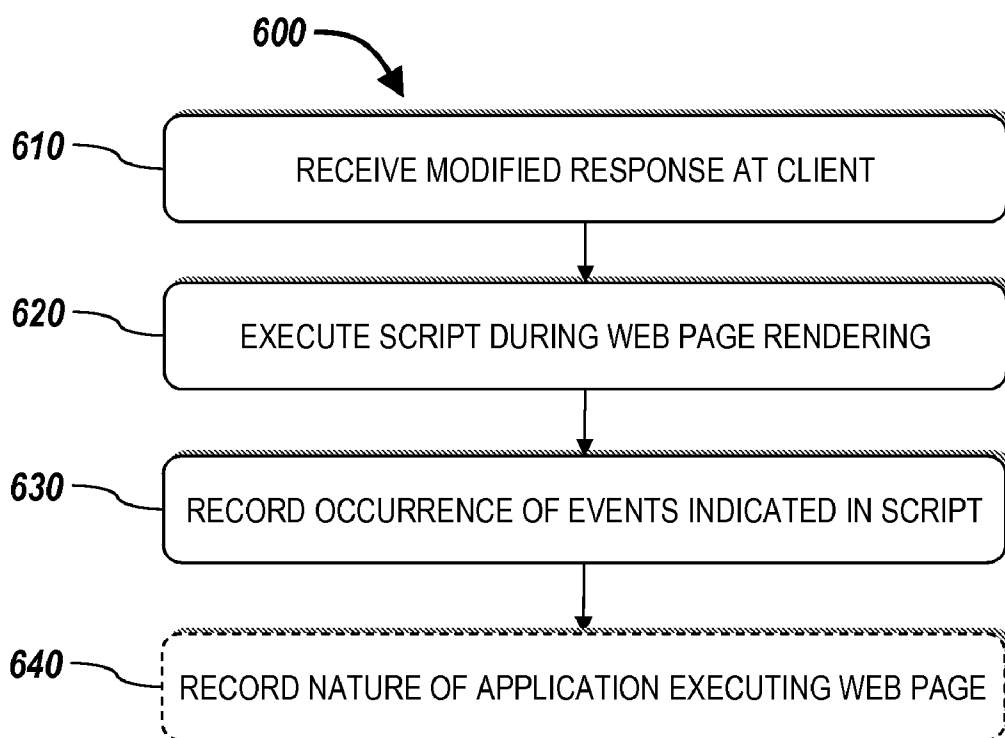 600
610
RECEIVE MODIFIED RESPONSE AT CLIENT
620
EXECUTE SCRIPT DURING WEB PAGE RENDERING
630
RECORD OCCURRENCE OF EVENTS INDICATED IN SCRIPT
640
RECORD NATURE OF APPLICATION EXECUTING WEB PAGE